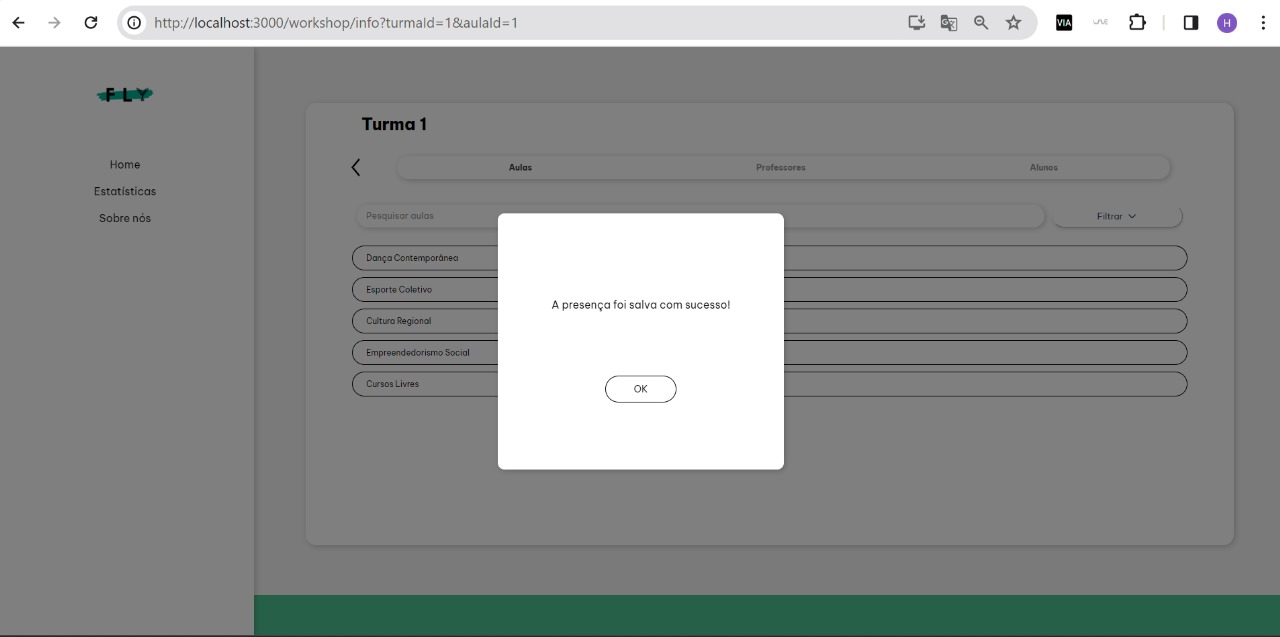 http://localhost:3000/workshop/info?turmaId=1&aulaId=1
VIA
H
FLY
Home
Estatísticas
Sobre nós
Turma 1
Aulas
Professores
Alunos
Pesquisar aulas
Filtrar
Dança Contemporânea
Esporte Coletivo
Cultura Regional
Empreendedorismo Social
Cursos Livres
A presença foi salva com sucesso!
OK